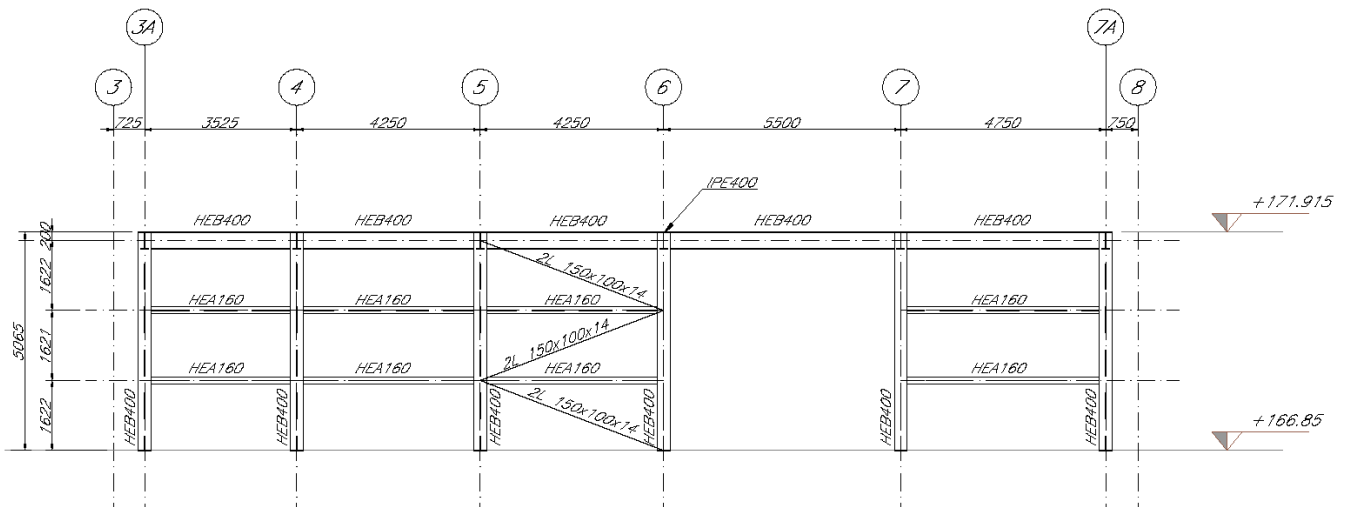 3A
7A
3
4
5
6
7
8
725
3525
4250
4250
5500
4750
750
IPE400
+171.915
HEB400
HEB400
HEB400
HEB400
HEB400
200
1622
2L 150x100x14
HEA160
HEA160
HEA160
HEA160
5065
1621
2L 150x100x14
HEA160
HEA160
HEA160
HEA160
1622
2L 150x100x14
HEB400
HEB400
HEB400
HEB400
HEB400
HEB400
+166.85